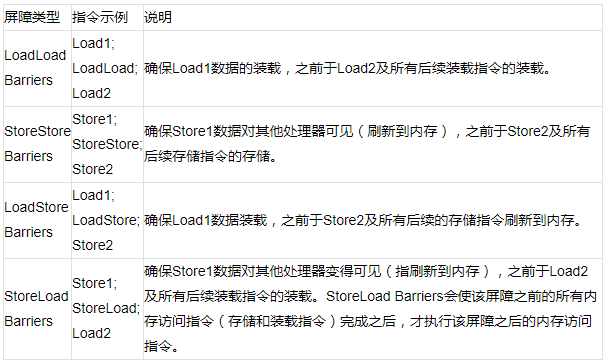 屏障类型 指令示例 说明
LoadLoad Barriers Load1; LoadLoad; Load2 确保Load1数据的装载，之前于Load2及所有后续装载指令的装载。
StoreStore Barriers Store1; StoreStore; Store2 确保Store1数据对其他处理器可见（刷新到内存），之前于Store2及所有
后续存储指令的存储。
LoadStore Barriers Load1; LoadStore; Store2 确保Load1数据装载，之前于Store2及所有后续的存储指令刷新到内存。
StoreLoad Barriers Store1; StoreLoad; Load2 确保Store1数据对其他处理器变得可见（指刷新到内存），之前于Load2
及所有后续装载指令的装载。StoreLoad Barriers会使该屏障之前的所有内
存访问指令（存储和装载指令）完成之后，才执行该屏障之后的内存访问
指令。